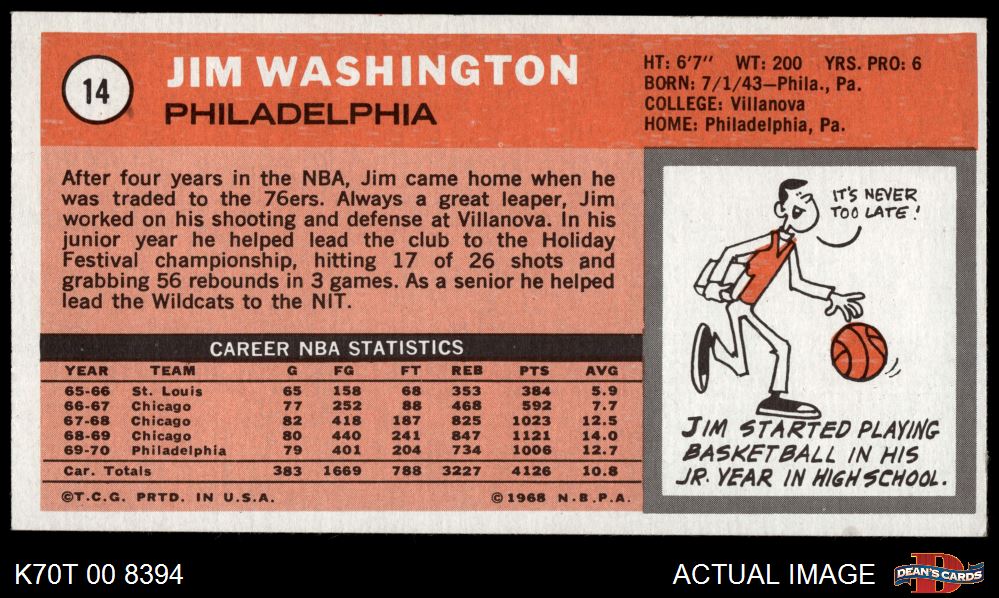 14
JIM WASHINGTON
PHILADELPHIA
HT: 6'7" WT: 200 YRS. PRO: 6
BORN: 7/1/43—Phila., Pa.
COLLEGE: Villanova
HOME: Philadelphia, Pa.
After four years in the NBA, Jim came home when he
was traded to the 76ers. Always a great leaper, Jim
worked on his shooting and defense at Villanova. In his
junior year he helped lead the club to the Holiday
Festival championship, hitting 17 of 26 shots and
grabbing 56 rebounds in 3 games. As a senior he helped
lead the Wildcats to the NIT.
CAREER NBA STATISTICS
YEAR TEAM G FG FT REB PTS AVG
65-66 St. Louis 65 158 68 353 384 5.9
66-67 Chicago 77 252 88 468 592 7.7
67-68 Chicago 82 418 187 825 1023 12.5
68-69 Chicago 80 440 241 847 1121 14.0
69-70 Philadelphia 79 401 204 734 1006 12.7
Car. Totals 383 1669 788 3227 4126 10.8
©T.C.G. PRTD. IN U.S.A. ©1968 N.B.P.A.
IT'S NEVER
TOO LATE!
JIM STARTED PLAYING
BASKETBALL IN HIS
JR. YEAR IN HIGH SCHOOL.
K70T 00 8394
ACTUAL IMAGE
D
DEAN'S CARDS